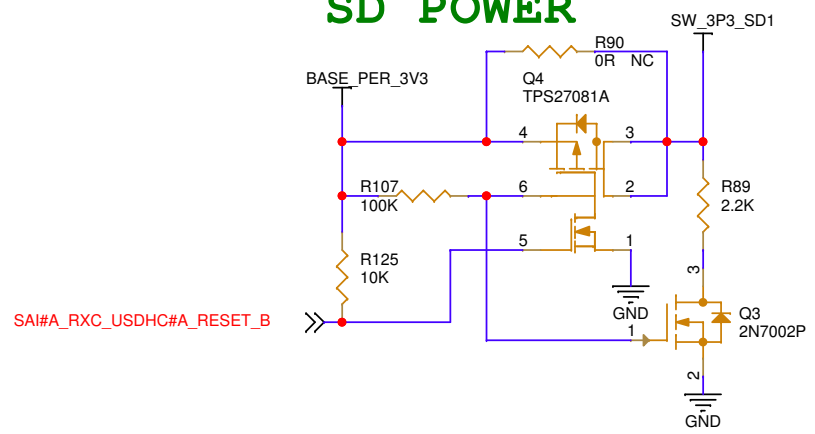 SD POWER
SW_3P3_SD1
R90
0R NC
BASE_PER_3V3
Q4
TPS27081A
4
3
R107
100K
6
2
R89
2.2K
5
1
R125
10K
3
GND
SAI#A_RXC_USDHC#A_RESET_B
1
Q3
2N7002P
2
GND